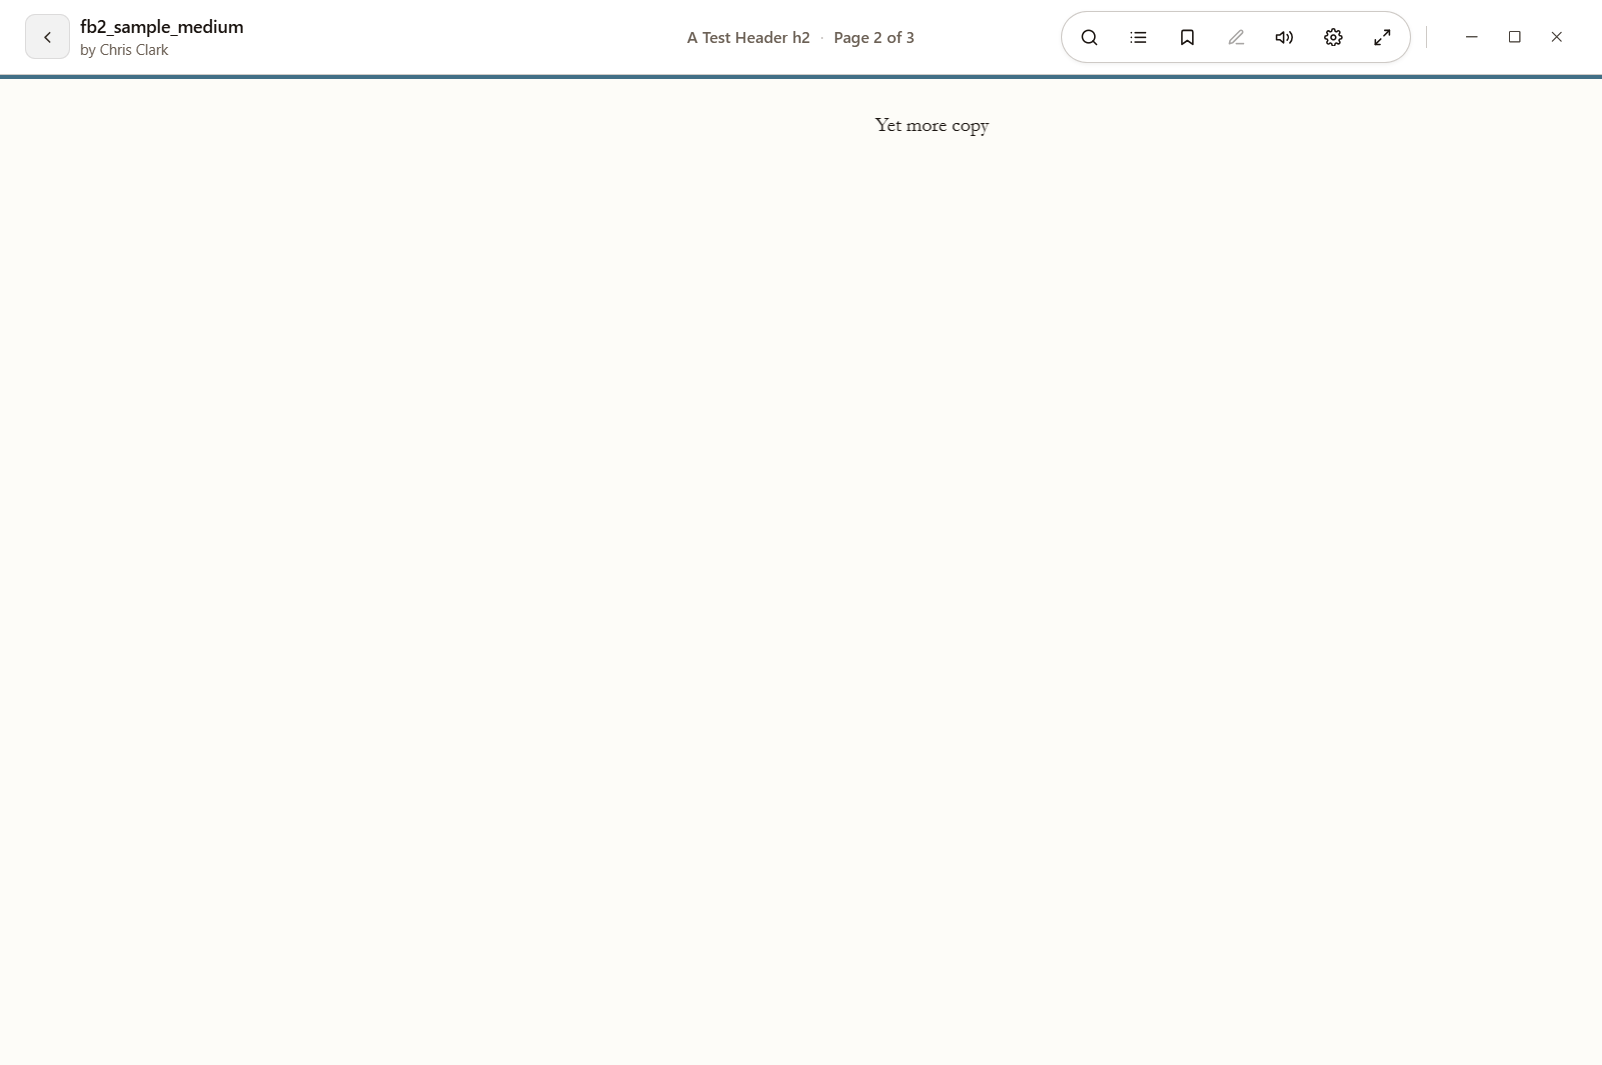 fb2_sample_medium
by Chris Clark
A Test Header h2 · Page 2 of 3
Yet more copy